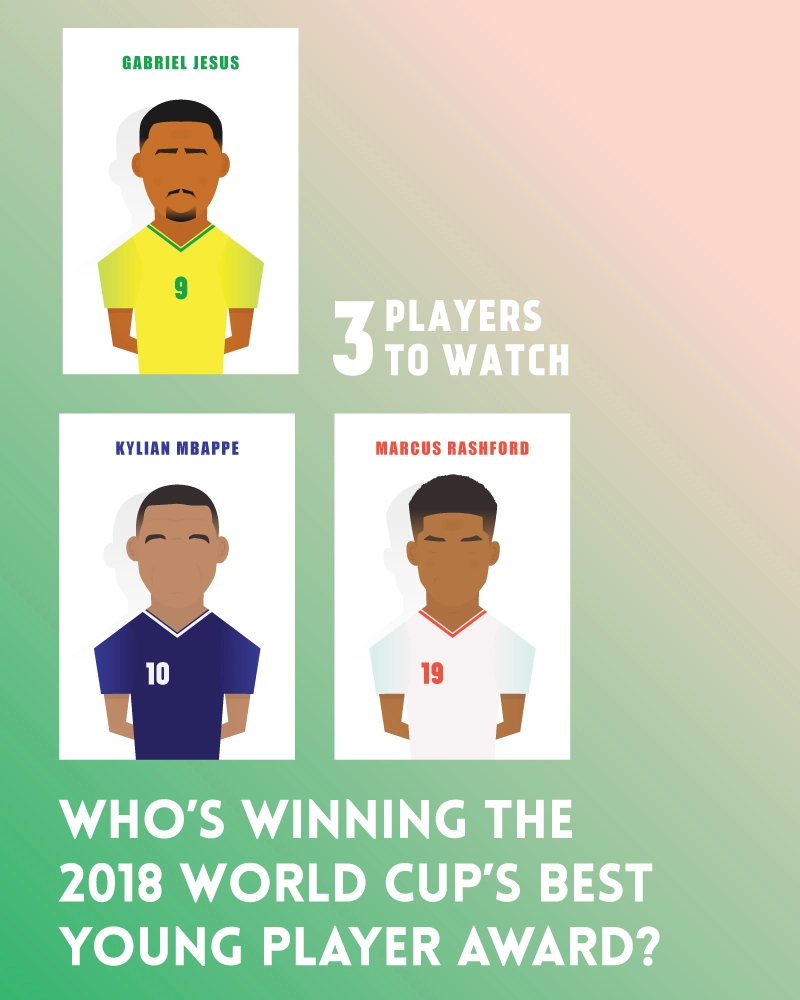 GABRIEL JESUS
9
3 PLAYERS
TO WATCH
KYLIAN MBAPPE
10
MARCUS RASHFORD
19
WHO'S WINNING THE
2018 WORLD CUP'S BEST
YOUNG PLAYER AWARD?